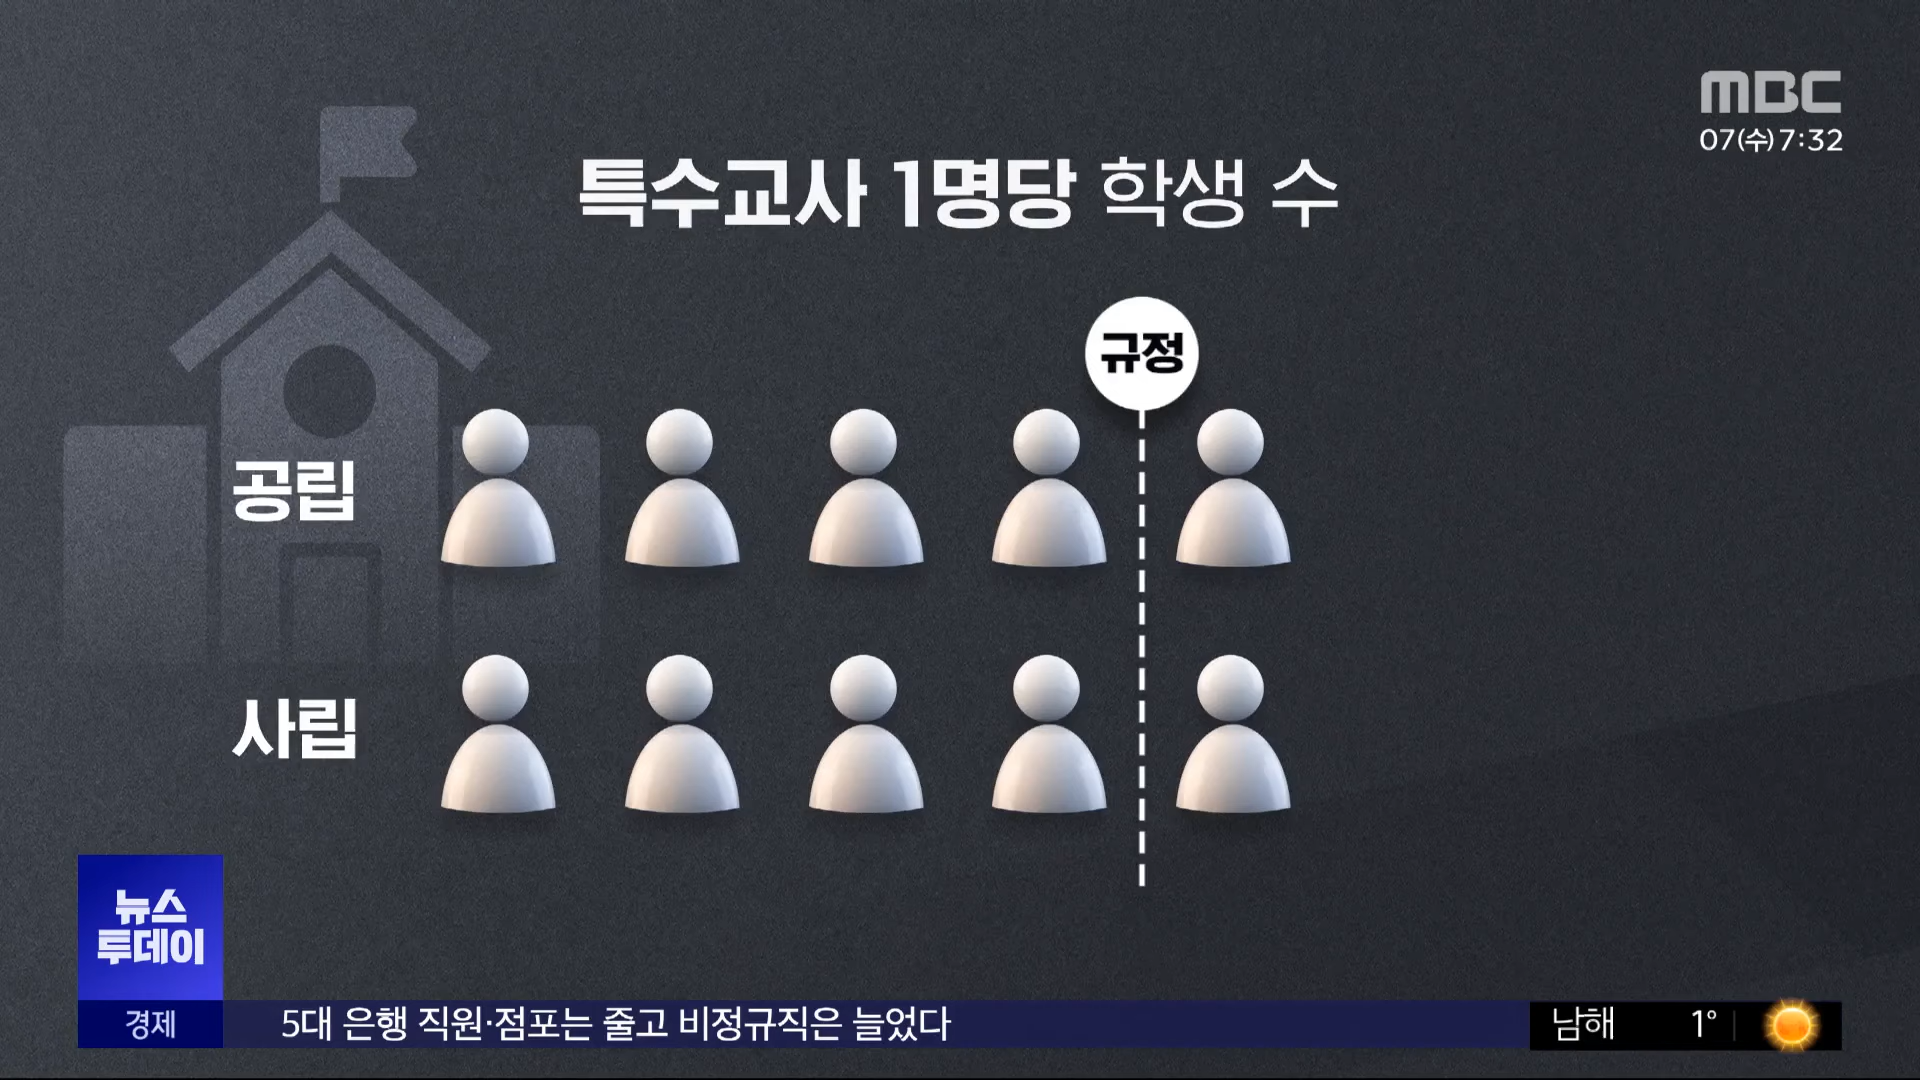 MBC
07(수) 7:32
특수교사 1명당 학생 수
규정
공립
사립
뉴스
투데이
경제
5대 은행 직원·점포는 줄고 비정규직은 늘었다
남해 1°